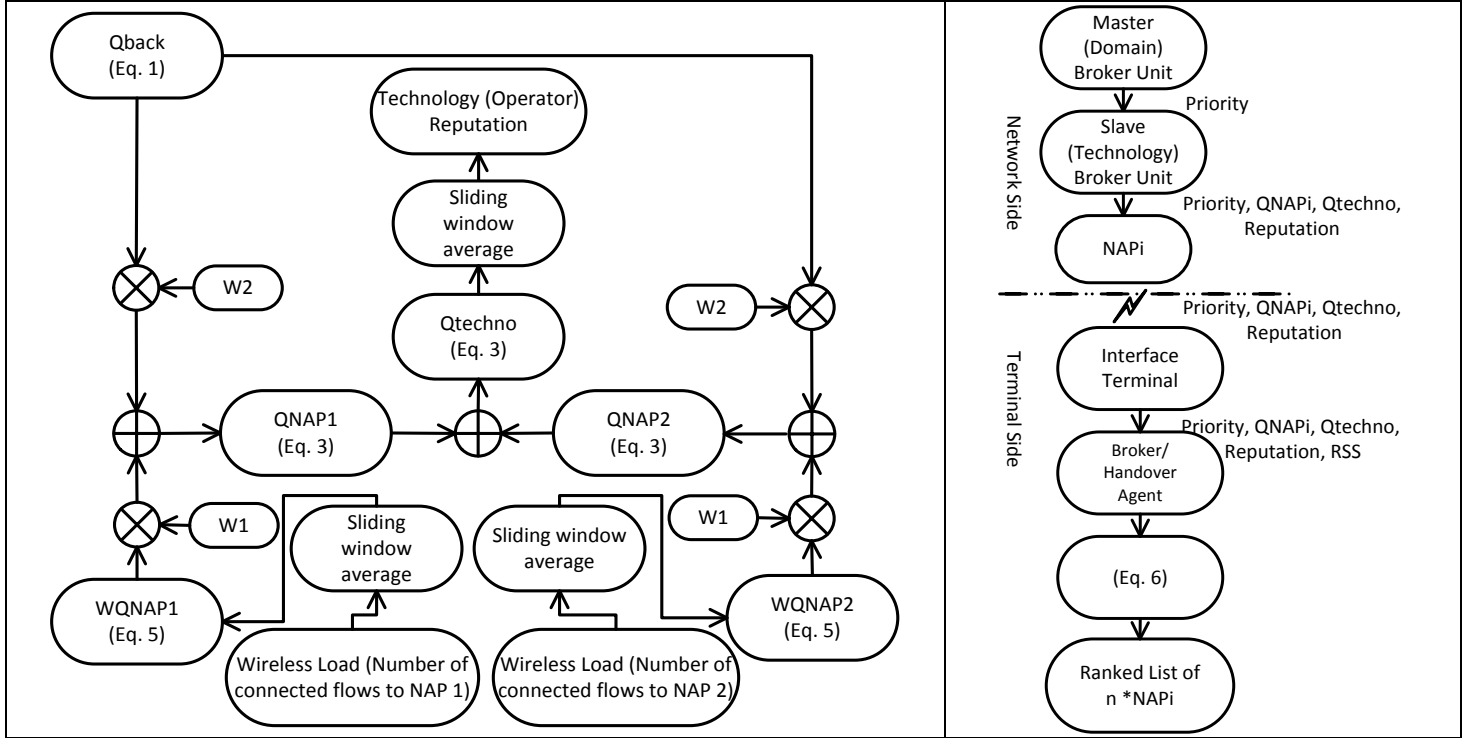 Qback
(Eq. 1)
Technology (Operator)
Reputation
Sliding
window
average
W2
W2
Qtechno
(Eq. 3)
QNAP1
(Eq. 3)
QNAP2
(Eq. 3)
W1
Sliding
window
average
Sliding window
average
W1
WQNAP1
(Eq. 5)
WQNAP2
(Eq. 5)
Wireless Load (Number of
connected flows to NAP 1)
Wireless Load (Number of
connected flows to NAP 2)
Network Side
Terminal Side
Master
(Domain)
Broker Unit
Priority
Slave
(Technology)
Broker Unit
Priority, QNAPi, Qtechno,
Reputation
NAPi
Priority, QNAPi, Qtechno,
Reputation
Interface
Terminal
Priority, QNAPi, Qtechno,
Reputation, RSS
Broker/
Handover
Agent
(Eq. 6)
Ranked List of
n *NAPi